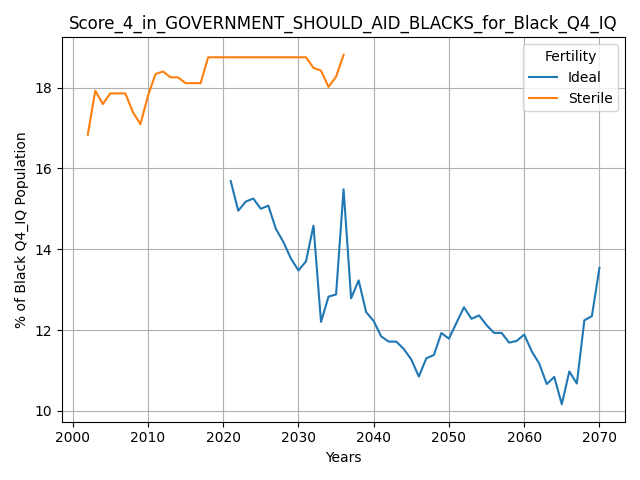 Score_4_in_GOVERNMENT_SHOULD_AID_BLACKS_for_Black_Q4_IQ
Fertility
Ideal
Sterile
% of Black Q4_IQ Population
18
16
14
12
10
2000 2010 2020 2030 2040 2050 2060 2070
Years